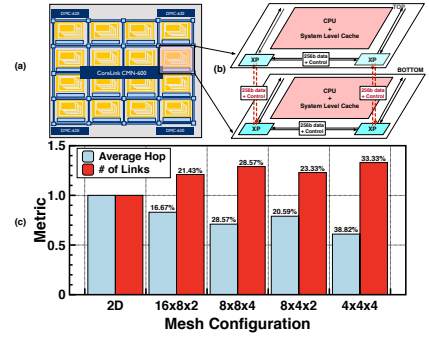 (a)
DMC-620
DMC-620
CoreLink CMN-600
DMC-620
DMC-620
(b)
TOP
CPU
+
System Level Cache
XP
XP
256b data
+ Control
BOTTOM
256b data
+ Control
256b data
+ Control
CPU
+
System Level Cache
XP
XP
256b data
+ Control
(c)
Metric
1.5
1.0
0.5
0
Average Hop
# of Links
16.67%
21.43%
28.57%
28.57%
20.59%
23.33%
38.82%
33.33%
2D
16x8x2
8x8x4
8x4x2
4x4x4
Mesh Configuration